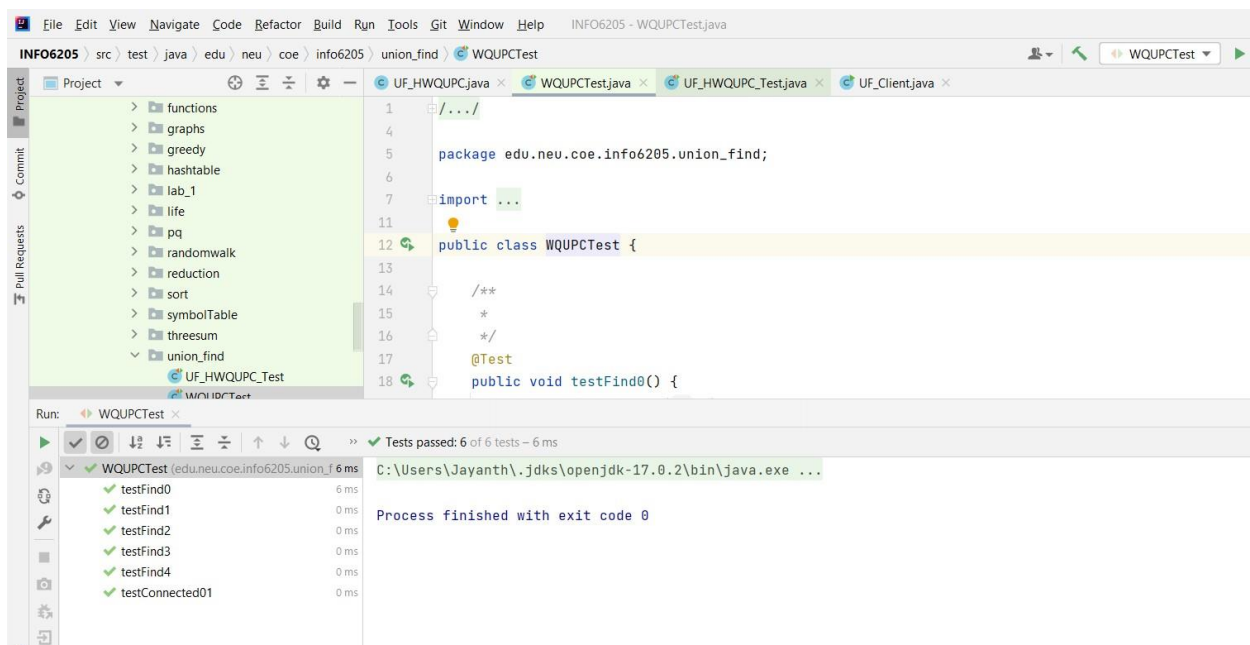 File Edit View Navigate Code Refactor Build Run Tools Git Window Help INFO6205 - WQUPCTest.java
INFO6205 src test java edu neu coe info6205 union_find WQUPCTest
WQUPCTest
Project
Commit
Pull Requests
Project
functions
graphs
greedy
hashtable
lab_1
life
pq
randomwalk
reduction
sort
symbolTable
threesum
union_find
UF_HWQUPC_Test
WQUPCTest
UF_HWQUPC.java WQUPCTest.java UF_HWQUPC_Test.java UF_Client.java
1 /.../
4
5 package edu.neu.coe.info6205.union_find;
6
7 import ...
11
12 public class WQUPCTest {
13
14 /**
15 *
16 */
17 @Test
18 public void testFind0() {
Run: WQUPCTest
Tests passed: 6 of 6 tests – 6 ms
WQUPCTest (edu.neu.coe.info6205.union_f 6 ms
testFind0 6 ms
testFind1 0 ms
testFind2 0 ms
testFind3 0 ms
testFind4 0 ms
testConnected01 0 ms
C:\Users\Jayanth\.jdks\openjdk-17.0.2\bin\java.exe ...
Process finished with exit code 0